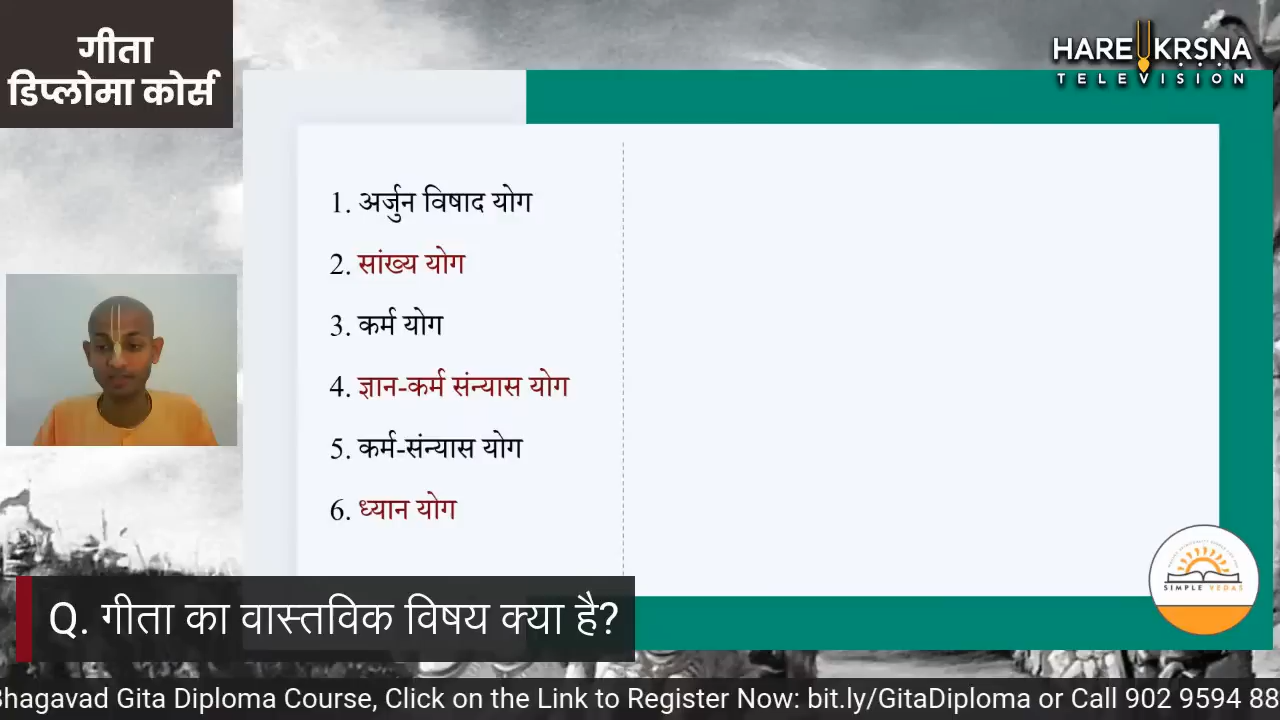 गीता
डिप्लोमा कोर्स
HARE KRSNA
TELEVISION
1. अर्जुन विषाद योग
2. सांख्य योग
3. कर्म योग
4. ज्ञान-कर्म संन्यास योग
5. कर्म-संन्यास योग
6. ध्यान योग
SIMPLE VEDAS
Q. गीता का वास्तविक विषय क्या है?
Bhagavad Gita Diploma Course, Click on the Link to Register Now: bit.ly/GitaDiploma or Call 902 9594 88